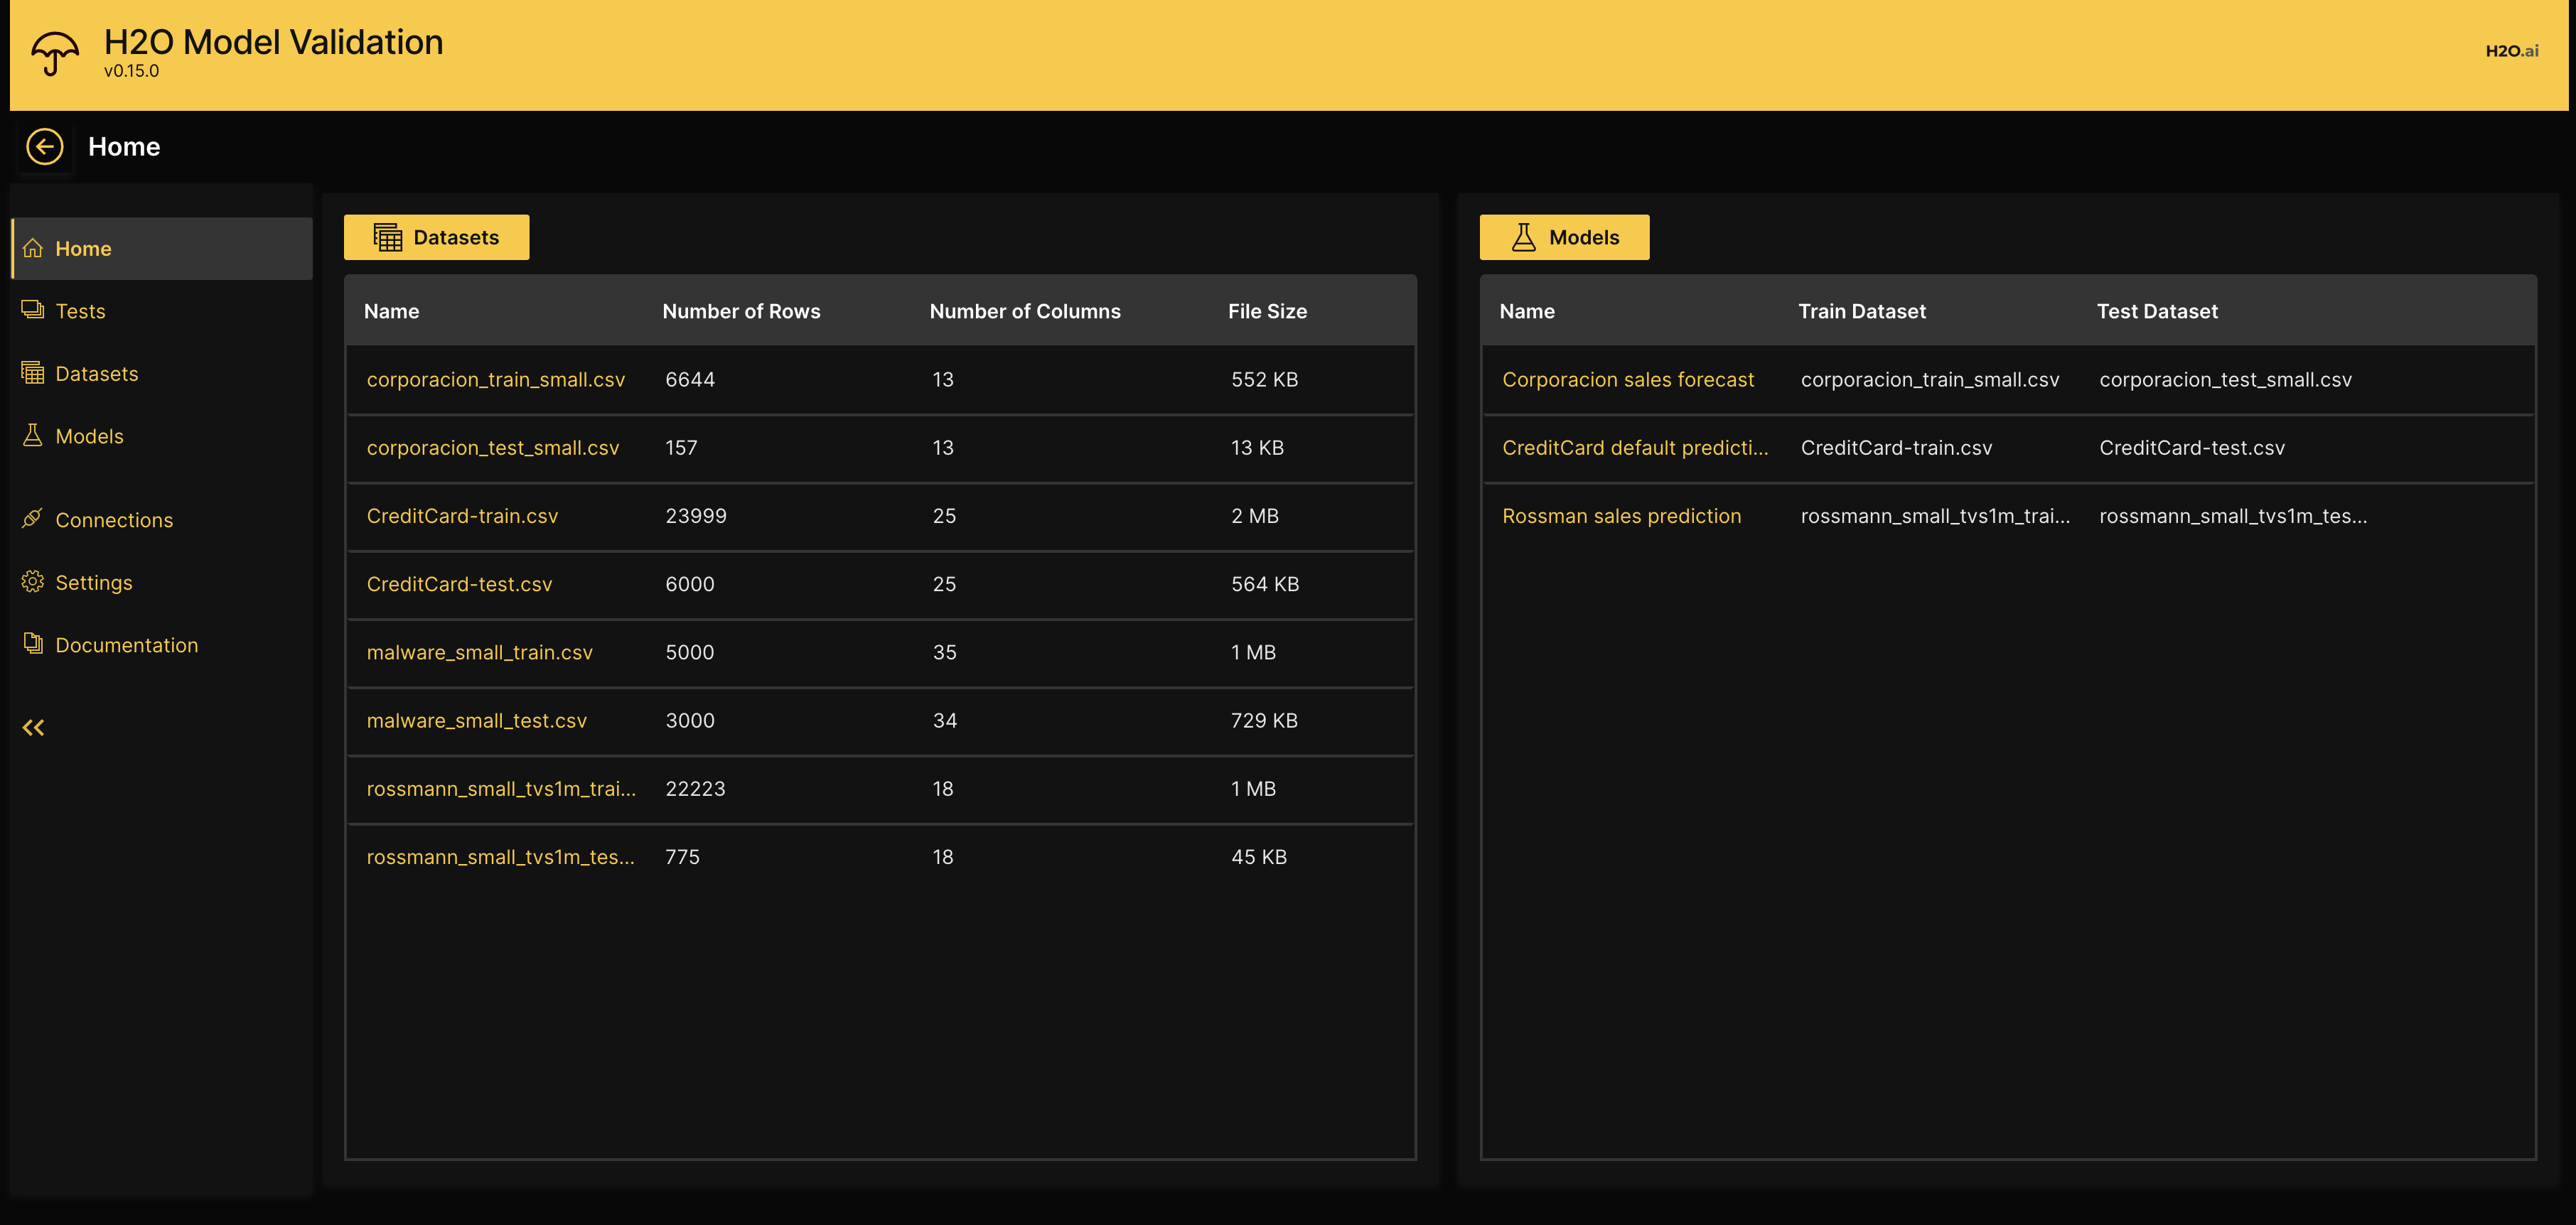 H2O Model Validation
v0.15.0
H2O.ai
Home
Home
Tests
Datasets
Models
Connections
Settings
Documentation
Datasets
Name Number of Rows Number of Columns File Size
corporacion_train_small.csv 6644 13 552 KB
corporacion_test_small.csv 157 13 13 KB
CreditCard-train.csv 23999 25 2 MB
CreditCard-test.csv 6000 25 564 KB
malware_small_train.csv 5000 35 1 MB
malware_small_test.csv 3000 34 729 KB
rossmann_small_tvs1m_trai... 22223 18 1 MB
rossmann_small_tvs1m_tes... 775 18 45 KB
Models
Name Train Dataset Test Dataset
Corporacion sales forecast corporacion_train_small.csv corporacion_test_small.csv
CreditCard default predicti... CreditCard-train.csv CreditCard-test.csv
Rossman sales prediction rossmann_small_tvs1m_trai... rossmann_small_tvs1m_tes...